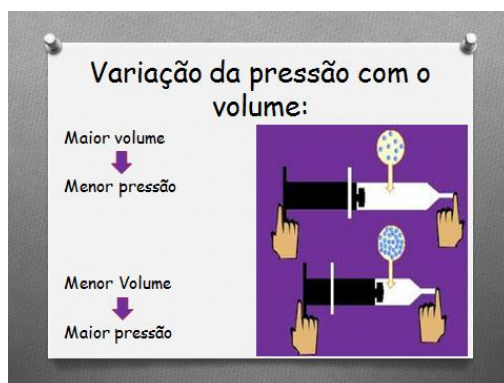 Variação da pressão com o
volume:
Maior volume
Menor pressão
Menor Volume
Maior pressão